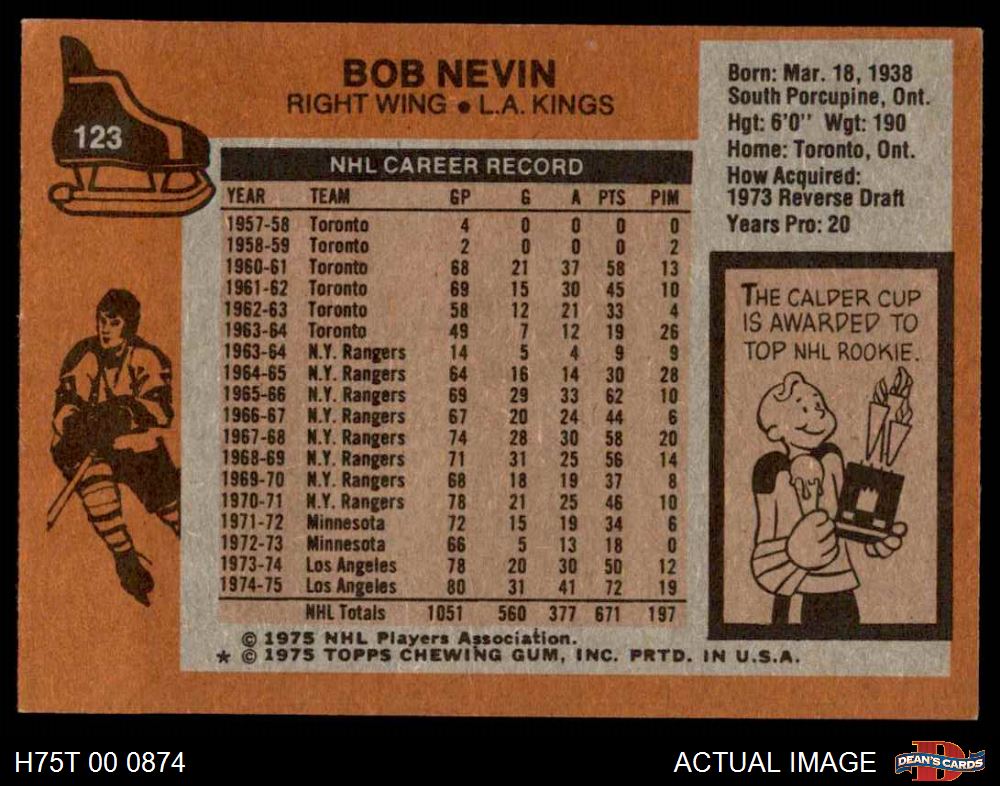 BOB NEVIN
RIGHT WING • L.A. KINGS
123
Born: Mar. 18, 1938
South Porcupine, Ont.
Hgt: 6'0" Wgt: 190
Home: Toronto, Ont.
How Acquired:
1973 Reverse Draft
Years Pro: 20
NHL CAREER RECORD
YEAR TEAM GP G A PTS PIM
1957-58 Toronto 4 0 0 0 0
1958-59 Toronto 2 0 0 0 2
1960-61 Toronto 68 21 37 58 13
1961-62 Toronto 69 15 30 45 10
1962-63 Toronto 58 12 21 33 4
1963-64 Toronto 49 7 12 19 26
1963-64 N.Y. Rangers 14 5 4 9 9
1964-65 N.Y. Rangers 64 16 14 30 28
1965-66 N.Y. Rangers 69 29 33 62 10
1966-67 N.Y. Rangers 67 20 24 44 6
1967-68 N.Y. Rangers 74 28 30 58 20
1968-69 N.Y. Rangers 71 31 25 56 14
1969-70 N.Y. Rangers 68 18 19 37 8
1970-71 N.Y. Rangers 78 21 25 46 10
1971-72 Minnesota 72 15 19 34 6
1972-73 Minnesota 66 5 13 18 0
1973-74 Los Angeles 78 20 30 50 12
1974-75 Los Angeles 80 31 41 72 19
NHL Totals 1051 560 377 671 197
THE CALDER CUP
IS AWARDED TO
TOP NHL ROOKIE.
© 1975 NHL Players Association.
* © 1975 TOPPS CHEWING GUM, INC. PRTD. IN U.S.A.
H75T 00 0874
ACTUAL IMAGE
D
DEAN'S CARDS